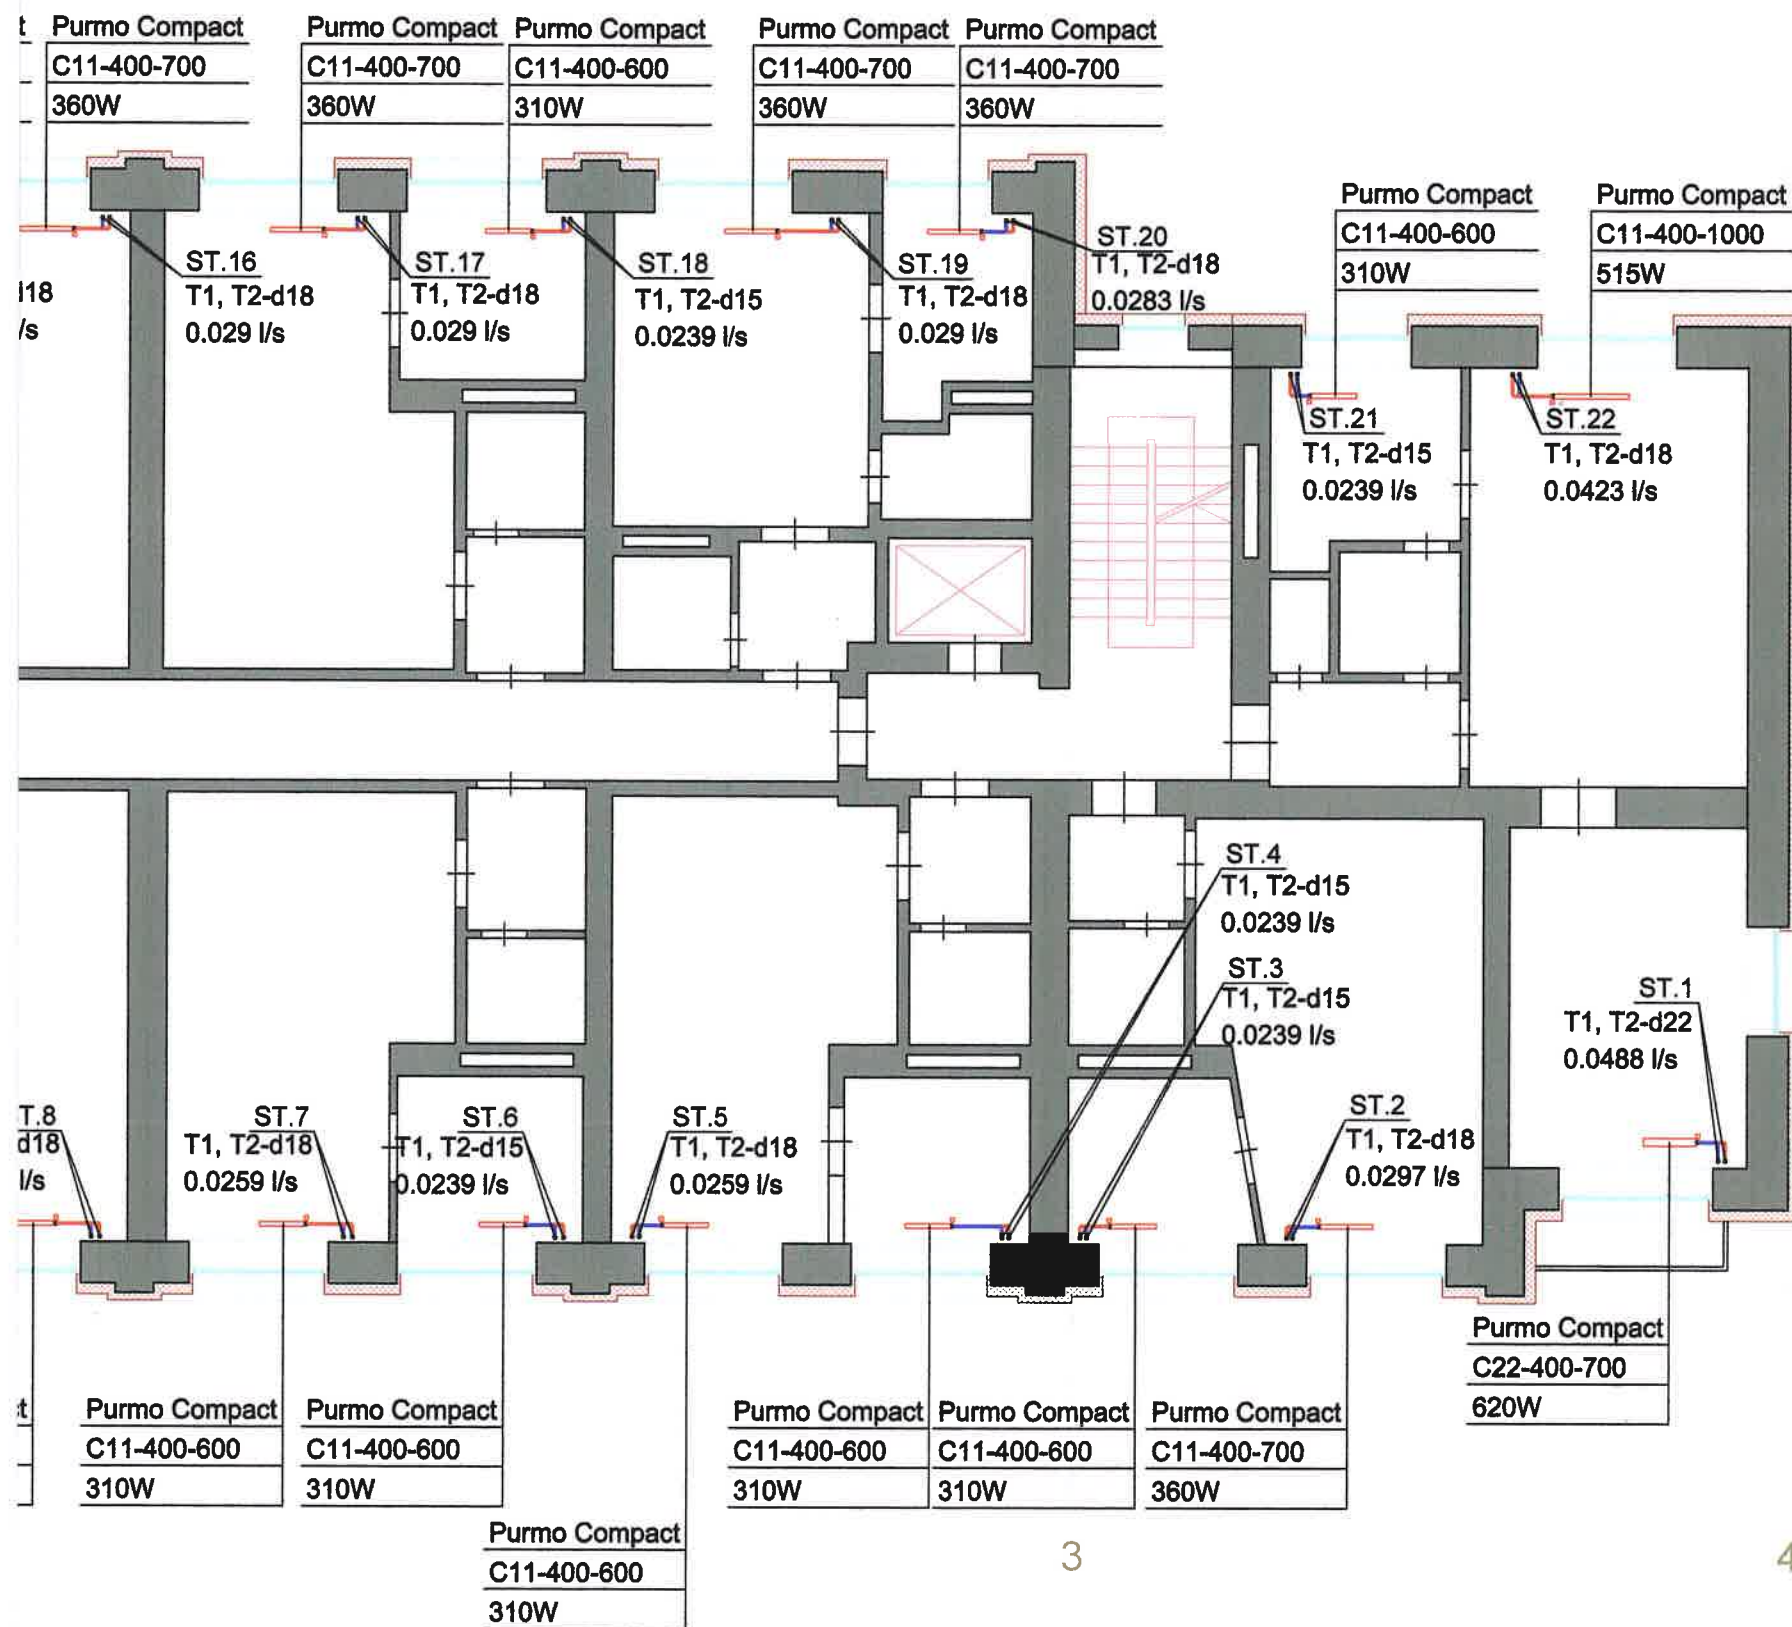 Purmo Compact
C11-400-700
360W
Purmo Compact
C11-400-700
360W
Purmo Compact
C11-400-600
310W
Purmo Compact
C11-400-700
360W
Purmo Compact
C11-400-700
360W
Purmo Compact
C11-400-600
310W
Purmo Compact
C11-400-1000
515W
ST.16
T1, T2-d18
0.029 l/s
ST.17
T1, T2-d18
0.029 l/s
ST.18
T1, T2-d15
0.0239 l/s
ST.19
T1, T2-d18
0.029 l/s
ST.20
T1, T2-d18
0.0283 l/s
ST.21
T1, T2-d15
0.0239 l/s
ST.22
T1, T2-d18
0.0423 l/s
ST.4
T1, T2-d15
0.0239 l/s
ST.3
T1, T2-d15
0.0239 l/s
ST.1
T1, T2-d22
0.0488 l/s
T.8
d18
l/s
ST.7
T1, T2-d18
0.0259 l/s
ST.6
T1, T2-d15
0.0239 l/s
ST.5
T1, T2-d18
0.0259 l/s
ST.2
T1, T2-d18
0.0297 l/s
Purmo Compact
C22-400-700
620W
Purmo Compact
C11-400-600
310W
Purmo Compact
C11-400-600
310W
Purmo Compact
C11-400-600
310W
Purmo Compact
C11-400-600
310W
Purmo Compact
C11-400-700
360W
Purmo Compact
C11-400-600
310W
3
4